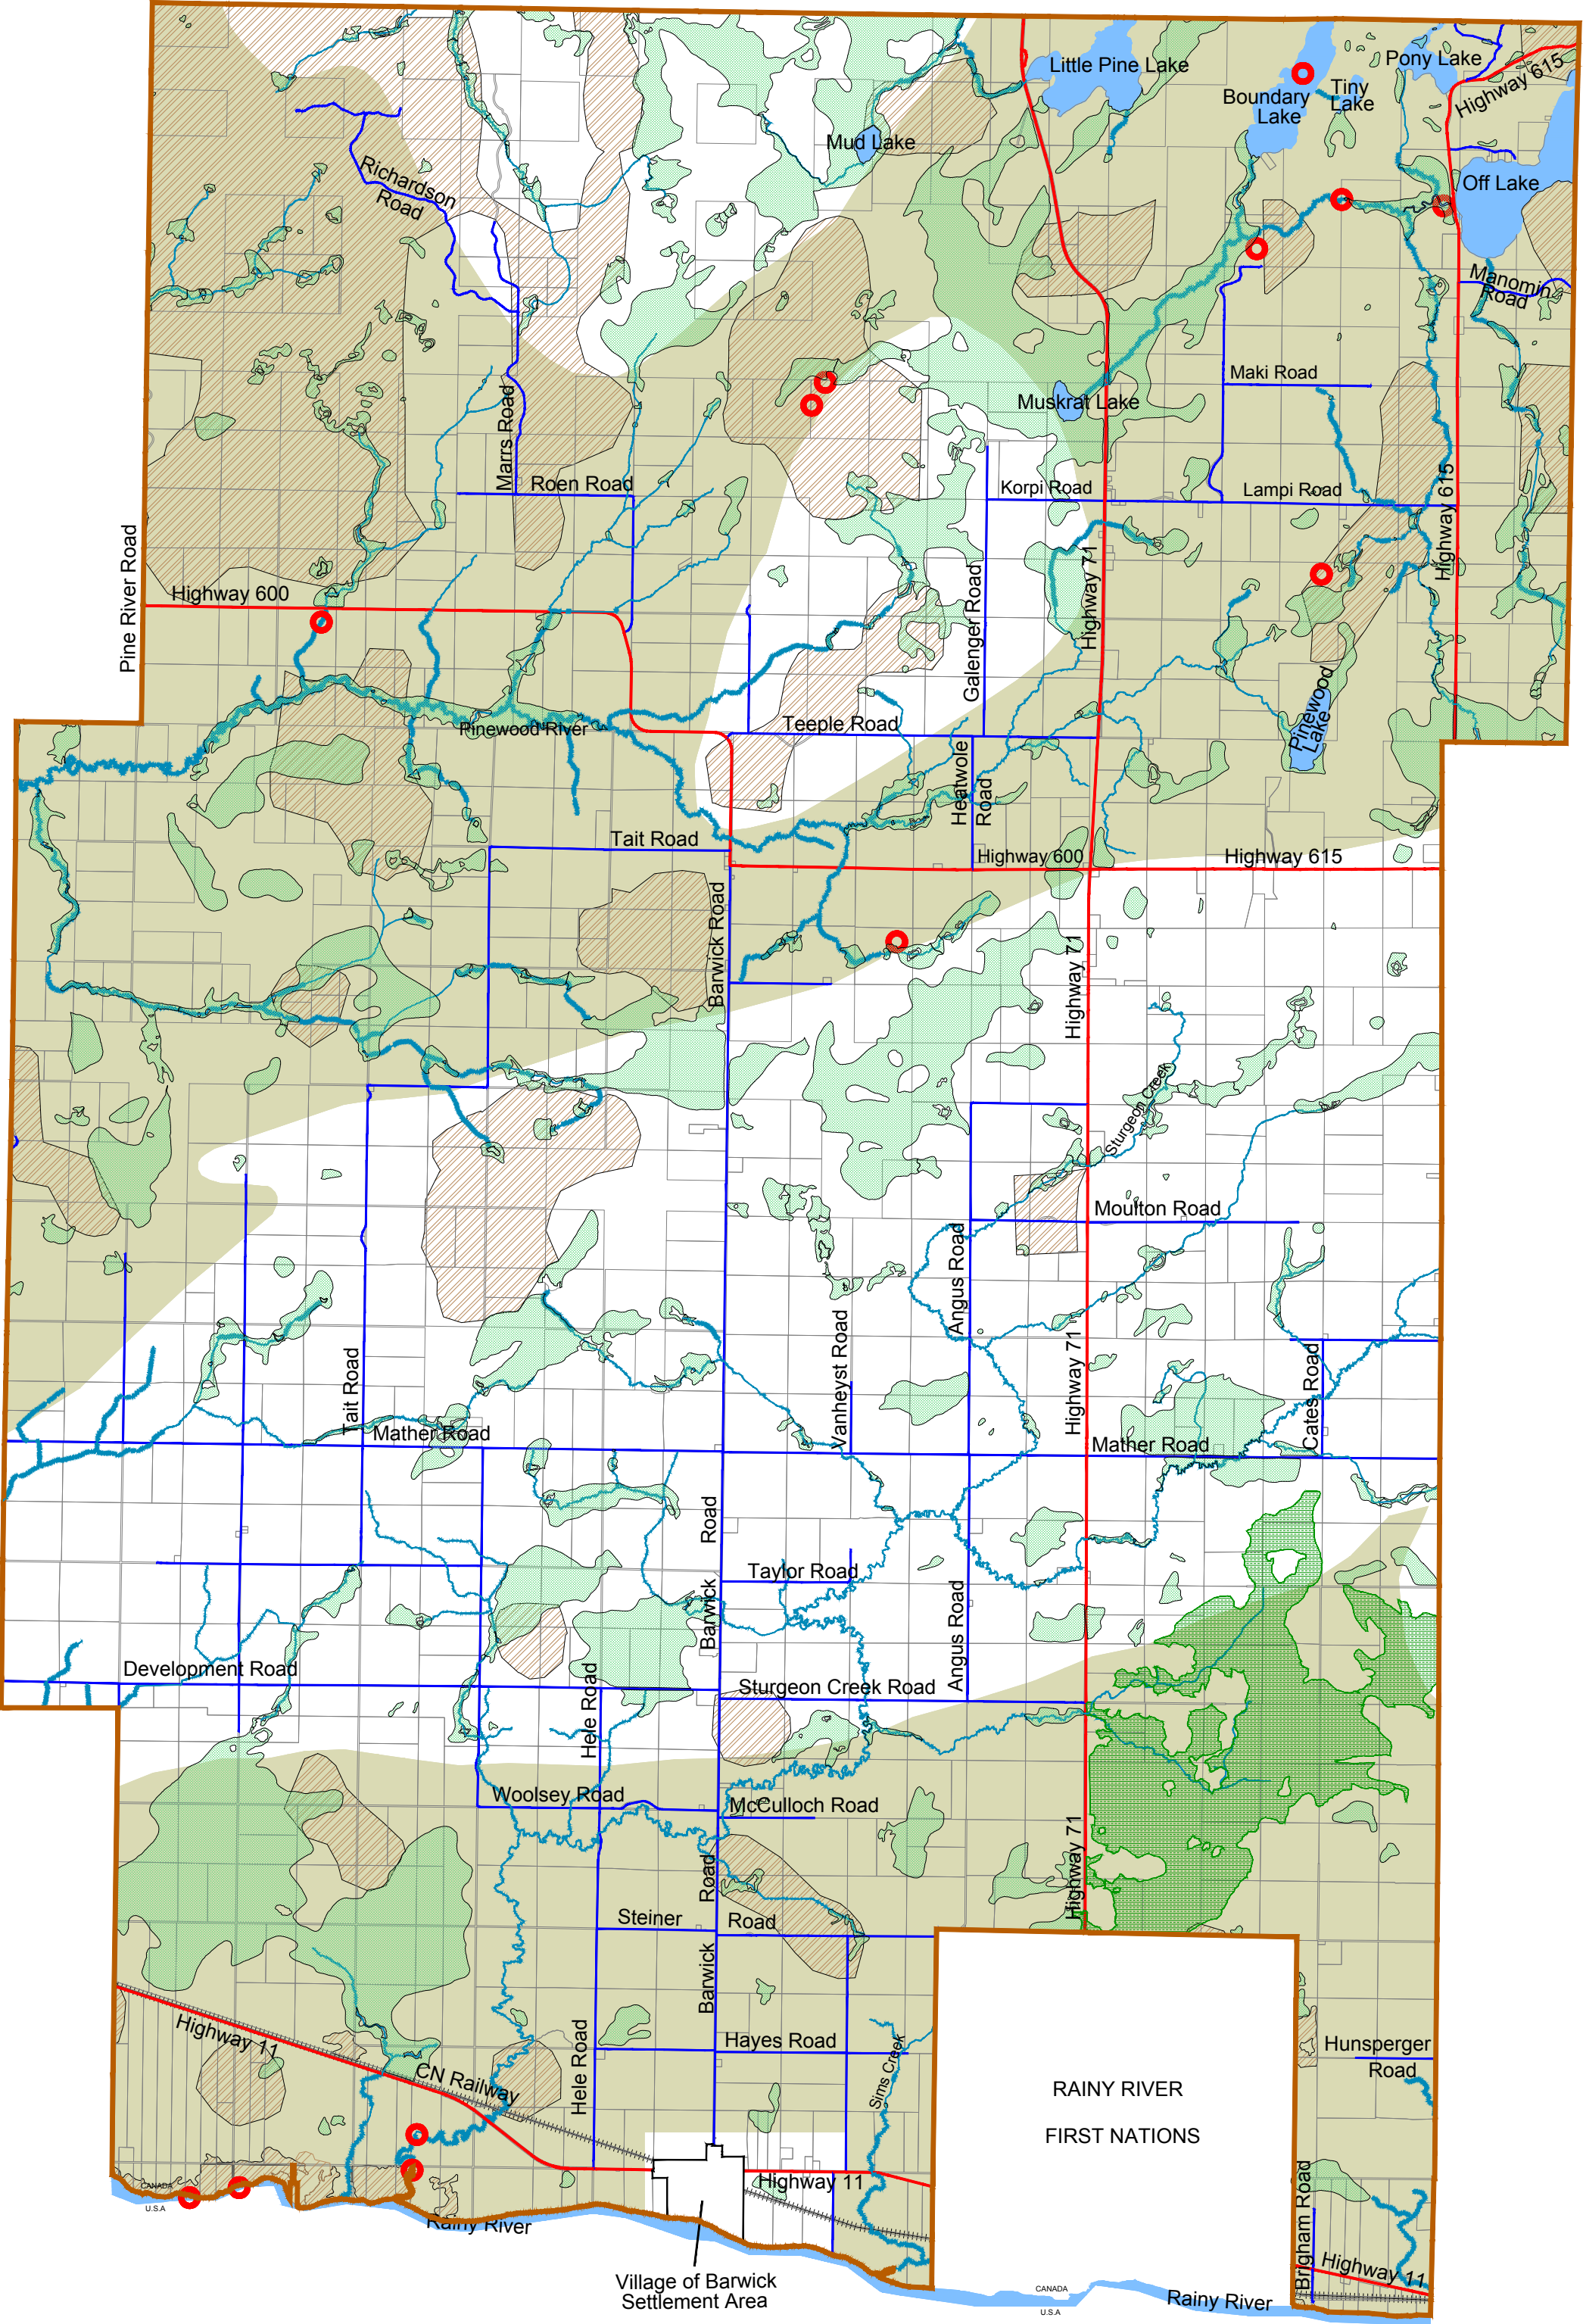 Little Pine Lake
Pony Lake
Highway 615
Boundary
Lake
Tiny
Lake
Mud Lake
Off Lake
Richardson
Road
Manomin
Road
Maki Road
Muskrat Lake
Marrs Road
Roen Road
Korpi Road
Lampi Road
Highway 615
Pine River Road
Highway 600
Galenger Road
Highway 71
Pinewood
Lake
Pinewood River
Teeple Road
Heatwole
Road
Tait Road
Highway 600
Highway 615
Barwick Road
Highway 71
Sturgeon Creek
Moulton Road
Angus Road
Vanheyst Road
Highway 71
Cates Road
Tait Road
Mather Road
Mather Road
Road
Barwick
Taylor Road
Angus Road
Development Road
Hele Road
Sturgeon Creek Road
Woolsey Road
McCulloch Road
Highway 71
Road
Steiner
Road
Barwick
Highway 11
Hele Road
Hayes Road
Sims Creek
CN Railway
Hunsperger
Road
RAINY RIVER
FIRST NATIONS
CANADA
U.S.A
Highway 11
Rainy River
Brigham Road
Highway 11
Village of Barwick
Settlement Area
CANADA
U.S.A
Rainy River